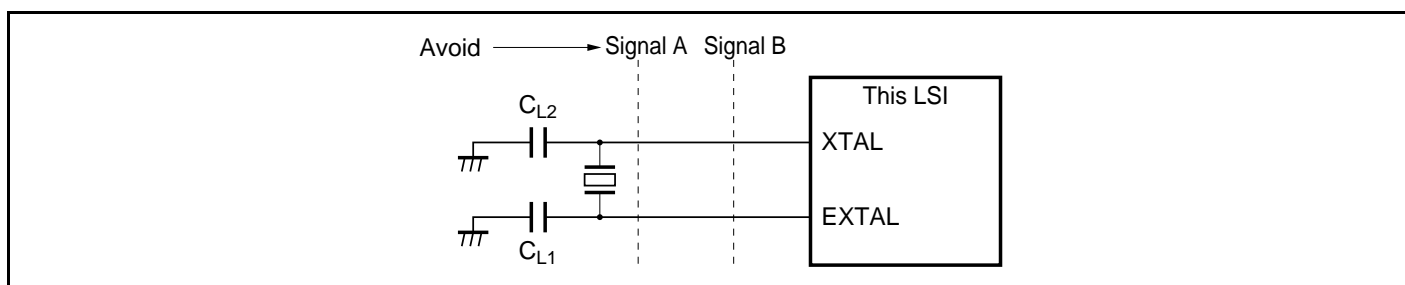 Avoid Signal A Signal B
This LSI
CL2
XTAL
EXTAL
CL1